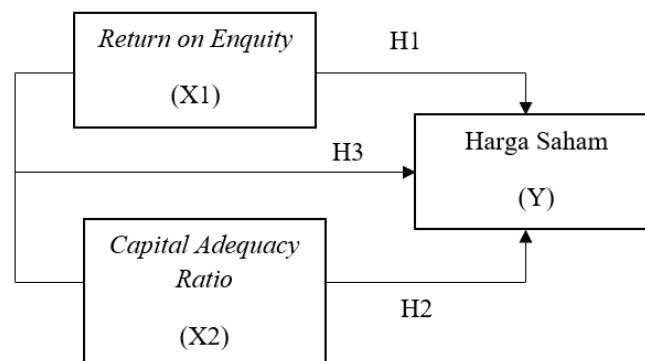 Return on Enquity
(X1)
H1
Harga Saham
(Y)
H3
Capital Adequacy
Ratio
(X2)
H2